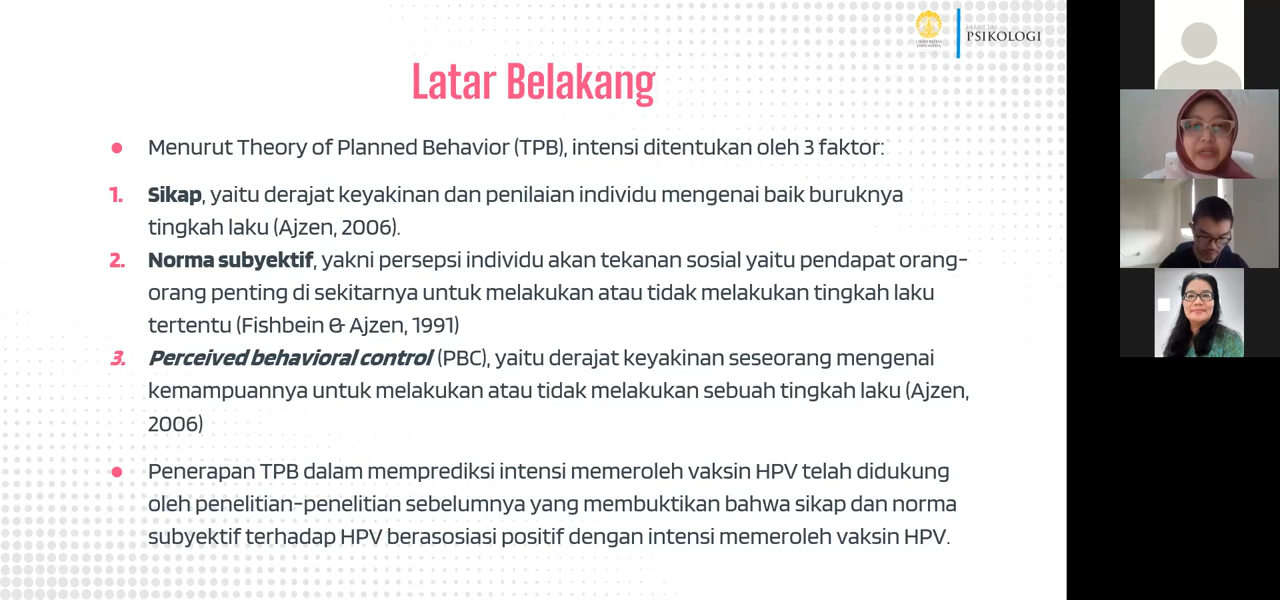 FAKULTAS
PSIKOLOGI
UNIVERSITAS
INDONESIA
Latar Belakang
● Menurut Theory of Planned Behavior (TPB), intensi ditentukan oleh 3 faktor:
1. Sikap, yaitu derajat keyakinan dan penilaian individu mengenai baik buruknya
tingkah laku (Ajzen, 2006).
2. Norma subyektif, yakni persepsi individu akan tekanan sosial yaitu pendapat orang-
orang penting di sekitarnya untuk melakukan atau tidak melakukan tingkah laku
tertentu (Fishbein & Ajzen, 1991)
3. Perceived behavioral control (PBC), yaitu derajat keyakinan seseorang mengenai
kemampuannya untuk melakukan atau tidak melakukan sebuah tingkah laku (Ajzen,
2006)
● Penerapan TPB dalam memprediksi intensi memeroleh vaksin HPV telah didukung
oleh penelitian-penelitian sebelumnya yang membuktikan bahwa sikap dan norma
subyektif terhadap HPV berasosiasi positif dengan intensi memeroleh vaksin HPV.